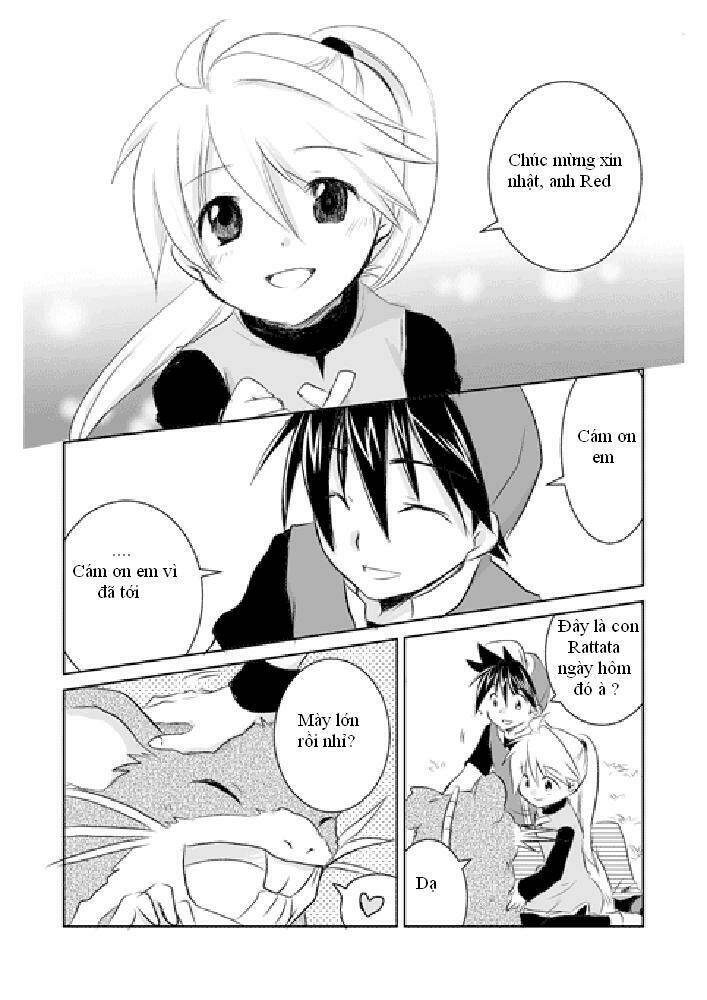 Chúc mừng xin
nhật, anh Red
Cám ơn
em
....
Cám ơn em vì
đã tới
Đây là con
Rattata
ngày hôm
đó à ?
Dạ
Mày lớn
rồi nhỉ?